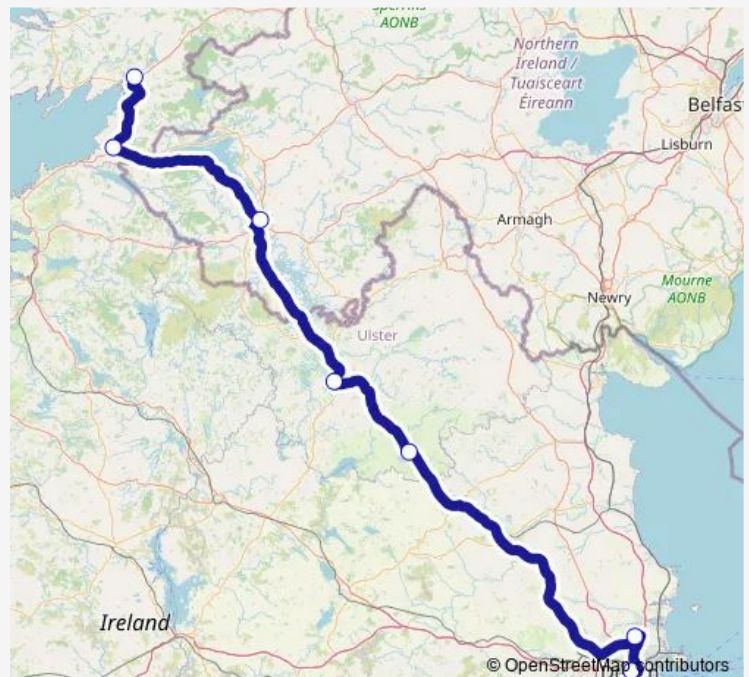 Sperrins
AONB
Northern
Ireland /
Tuaisceart
Éireann
Belfast
Lisburn
Armagh
Newry
Mourne
AONB
Ulster
Ireland
© OpenStreetMap contributors